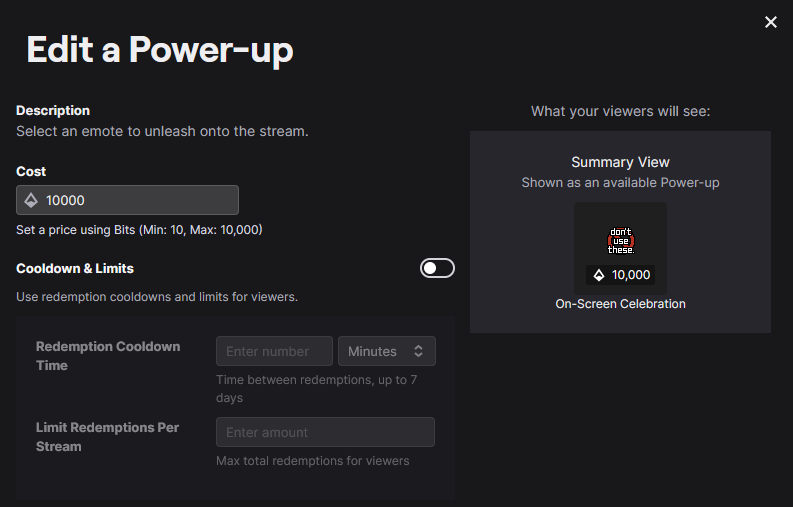 Edit a Power-up
Description
Select an emote to unleash onto the stream.
Cost
10000
Set a price using Bits (Min: 10, Max: 10,000)
Cooldown & Limits
Use redemption cooldowns and limits for viewers.
Redemption Cooldown
Time
Enter number
Minutes
Time between redemptions, up to 7
days
Limit Redemptions Per
Stream
Enter amount
Max total redemptions for viewers
What your viewers will see:
Summary View
Shown as an available Power-up
don't
use
these.
10,000
On-Screen Celebration